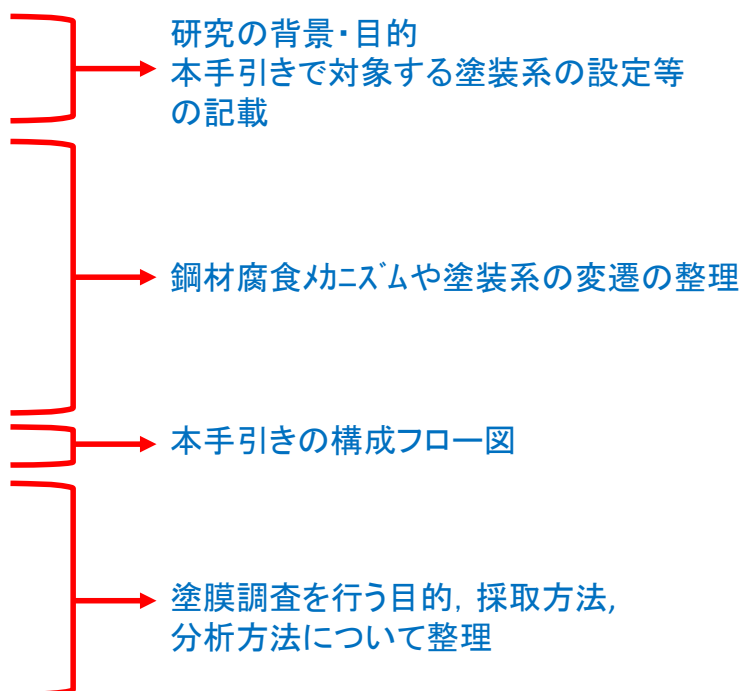 研究の背景・目的
本手引きで対象する塗装系の設定等
の記載
鋼材腐食ﾒｶﾆｽﾞﾑや塗装系の変遷の整理
本手引きの構成フロー図
塗膜調査を行う目的，採取方法，
分析方法について整理